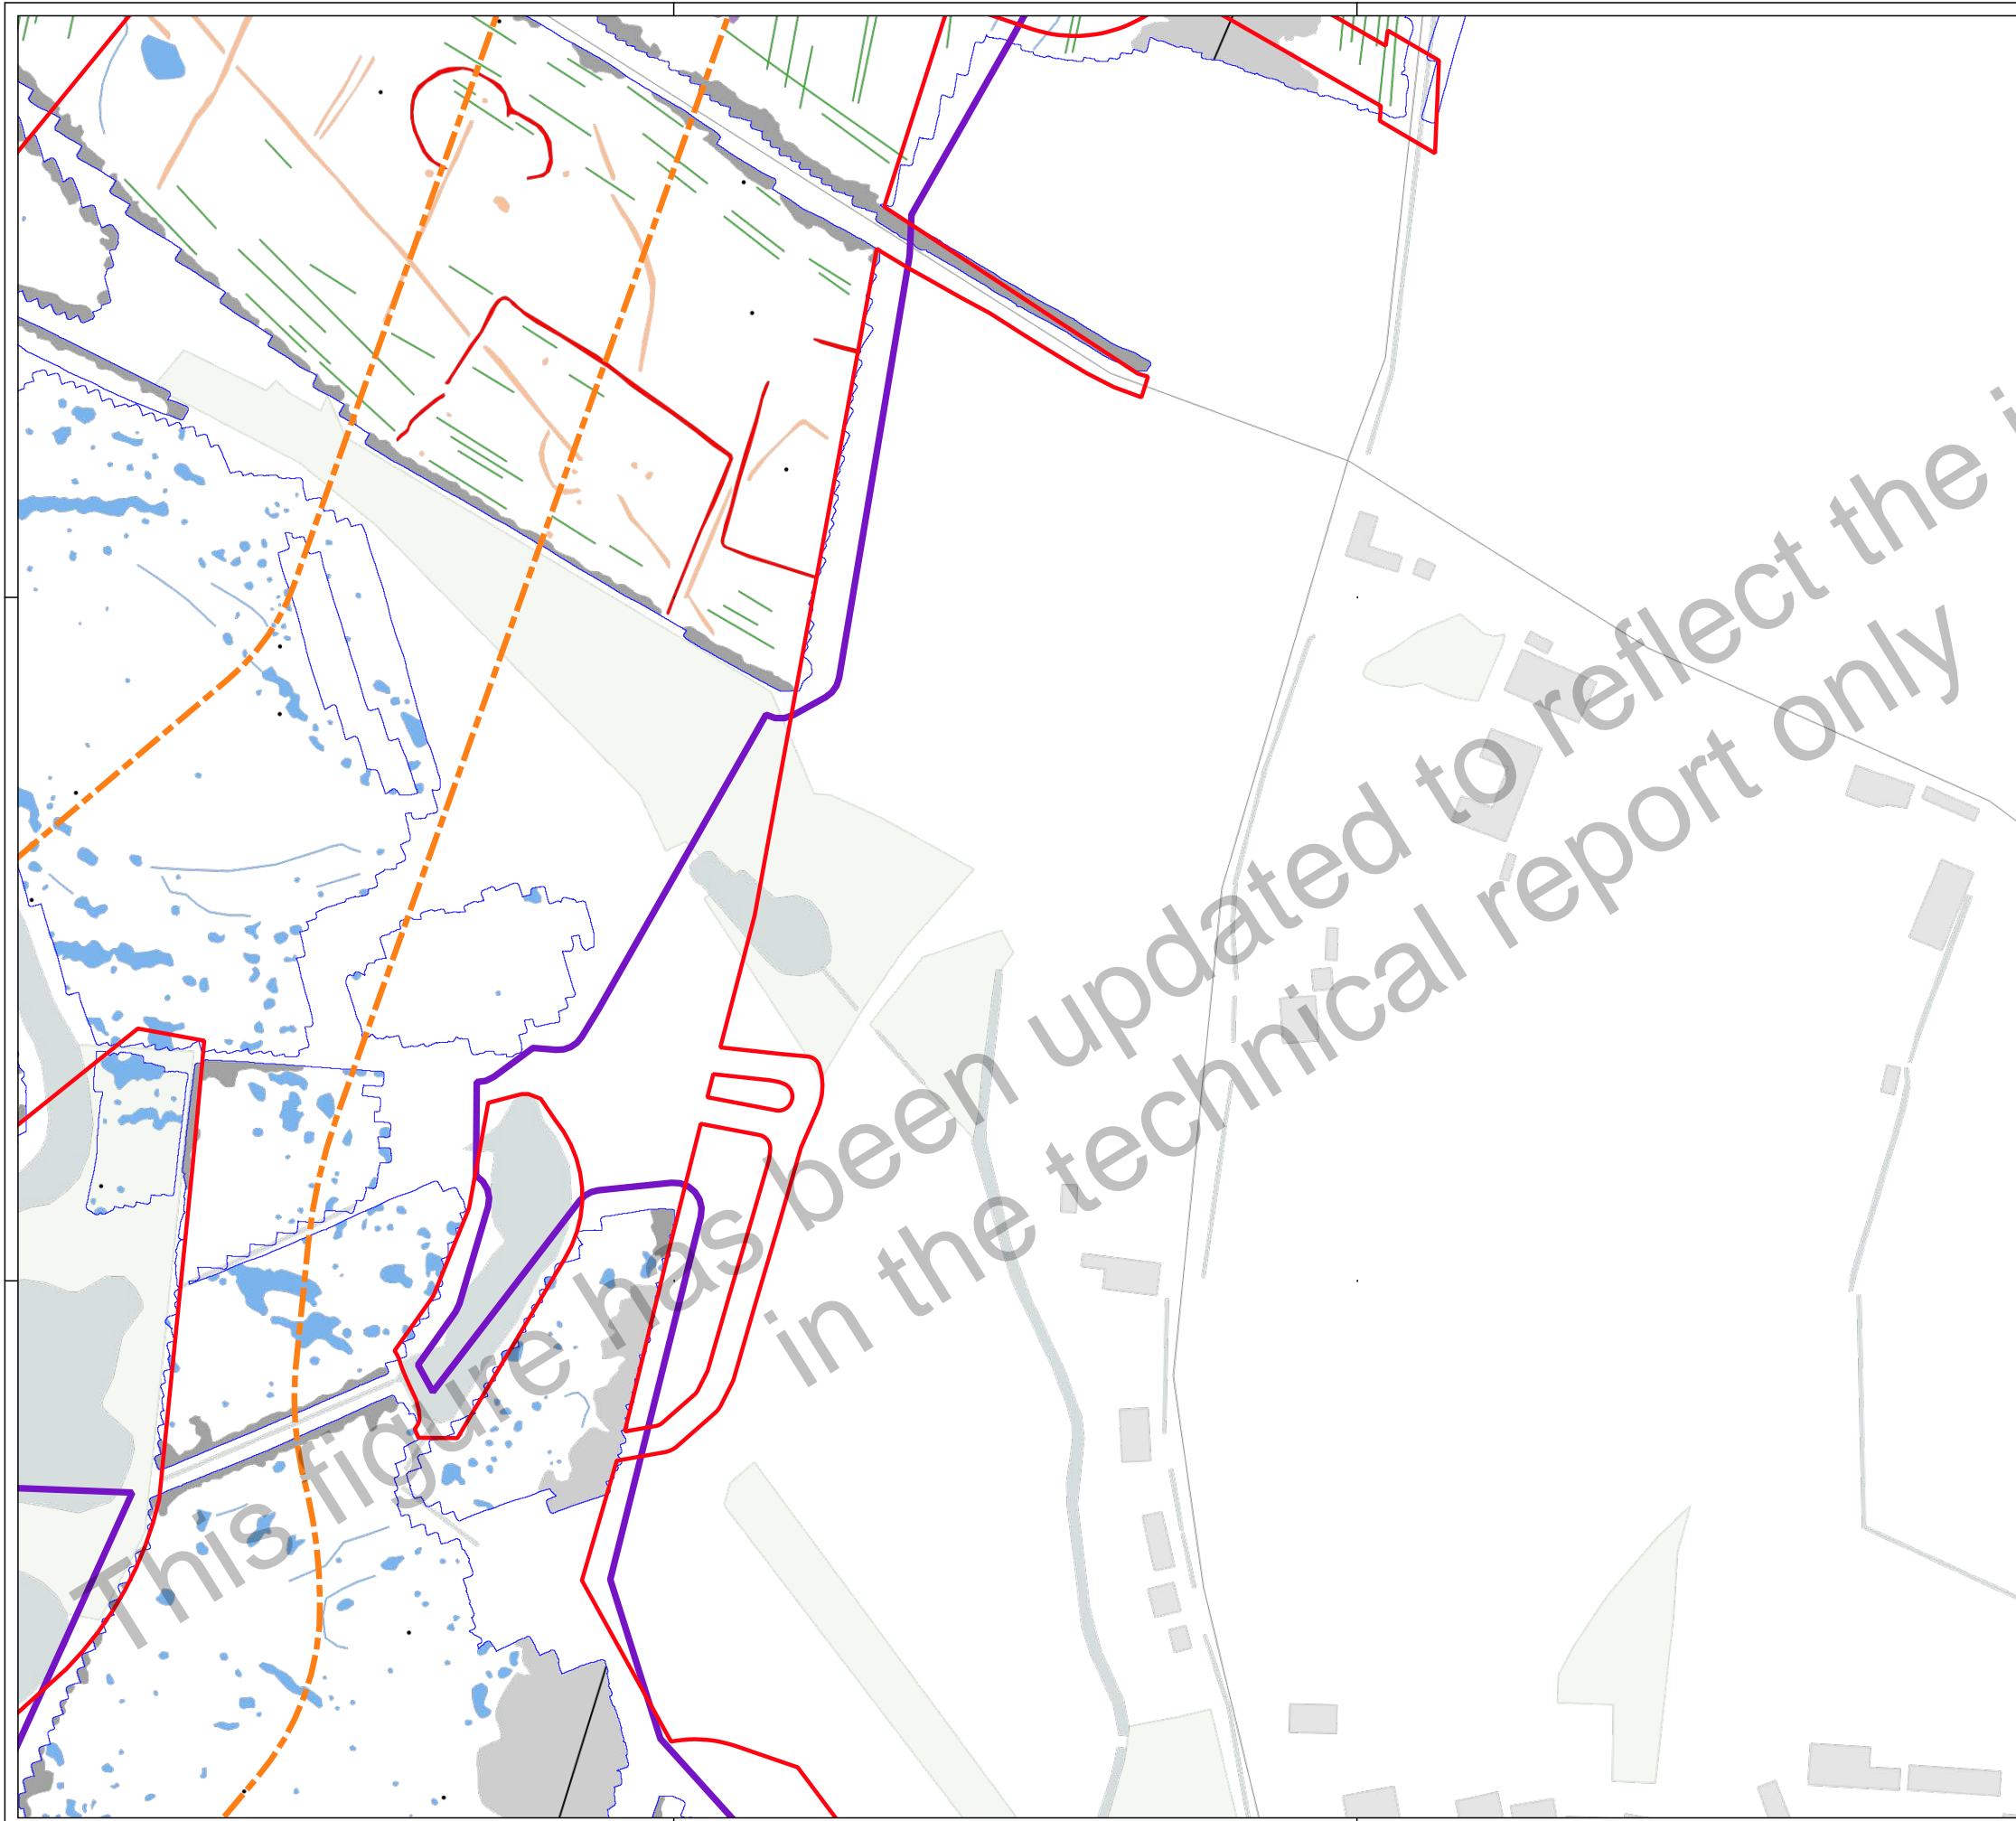 This figure has been updated to reflect the
in the technical report only